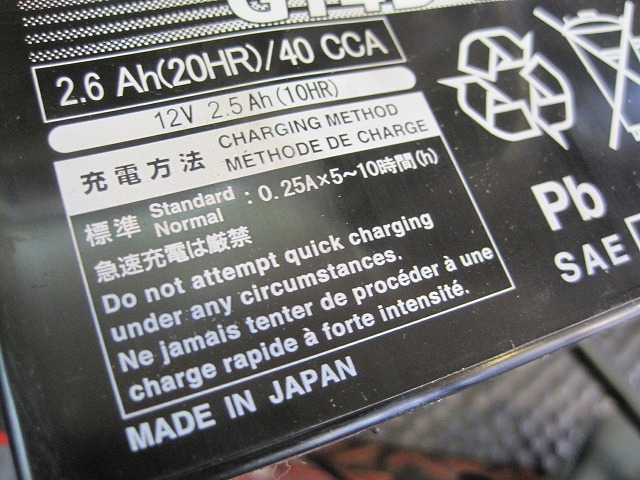 2.6 Ah(20HR)/40 CCA
12V 2.5Ah(10HR)
充電方法 CHARGING METHOD
MÉTHODE DE CHARGE
標準 Standard : 0.25A×5～10時間(h)
Normal
急速充電は厳禁
Do not attempt quick charging
under any circumstances.
Ne jamais tenter de procéder à une
charge rapide à forte intensité.
MADE IN JAPAN
Pb
SAE